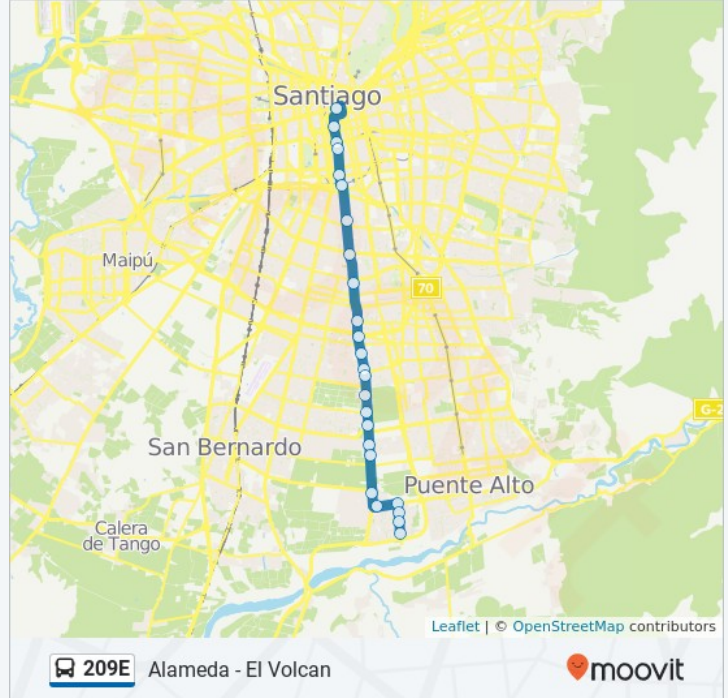 Santiago
Maipú
70
G-2
San Bernardo
Puente Alto
Calera
de Tango
Leaflet | © OpenStreetMap contributors
209E Alameda - El Volcan
moovit